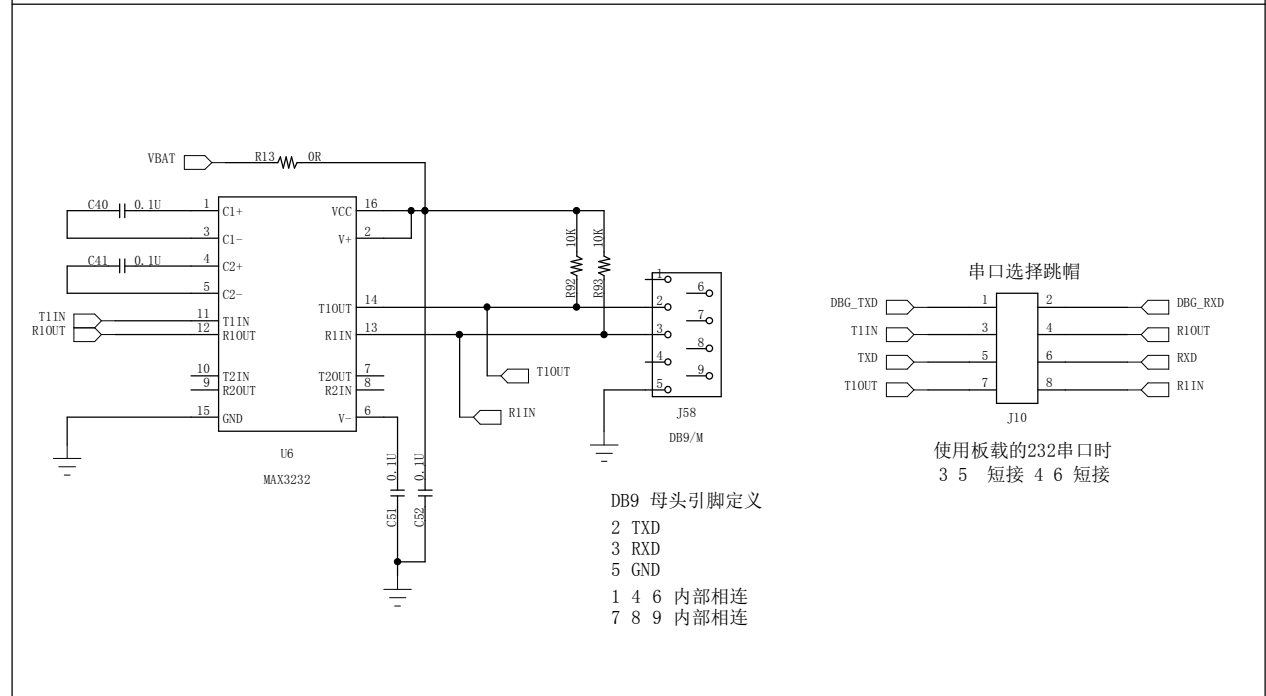 VBAT
R13
0R
C40
0.1U
1
C1+
VCC
16
3
C1-
V+
2
C41
0.1U
4
C2+
5
C2-
10K
10K
R92
R93
T1IN
11
T1IN
T1OUT
14
R1OUT
12
R1OUT
R1IN
13
10
T2IN
T2OUT
7
9
R2OUT
R2IN
8
15
GND
V-
6
U6
MAX3232
0.1U
0.1U
C51
C52
T1OUT
R1IN
1
6
2
7
3
8
4
9
5
J58
DB9/M
DB9 母头引脚定义
2 TXD
3 RXD
5 GND
1 4 6 内部相连
7 8 9 内部相连
串口选择跳帽
DBG_TXD
1
2
DBG_RXD
T1IN
3
4
R1OUT
TXD
5
6
RXD
T1OUT
7
8
R1IN
J10
使用板载的232串口时
3 5 短接 4 6 短接